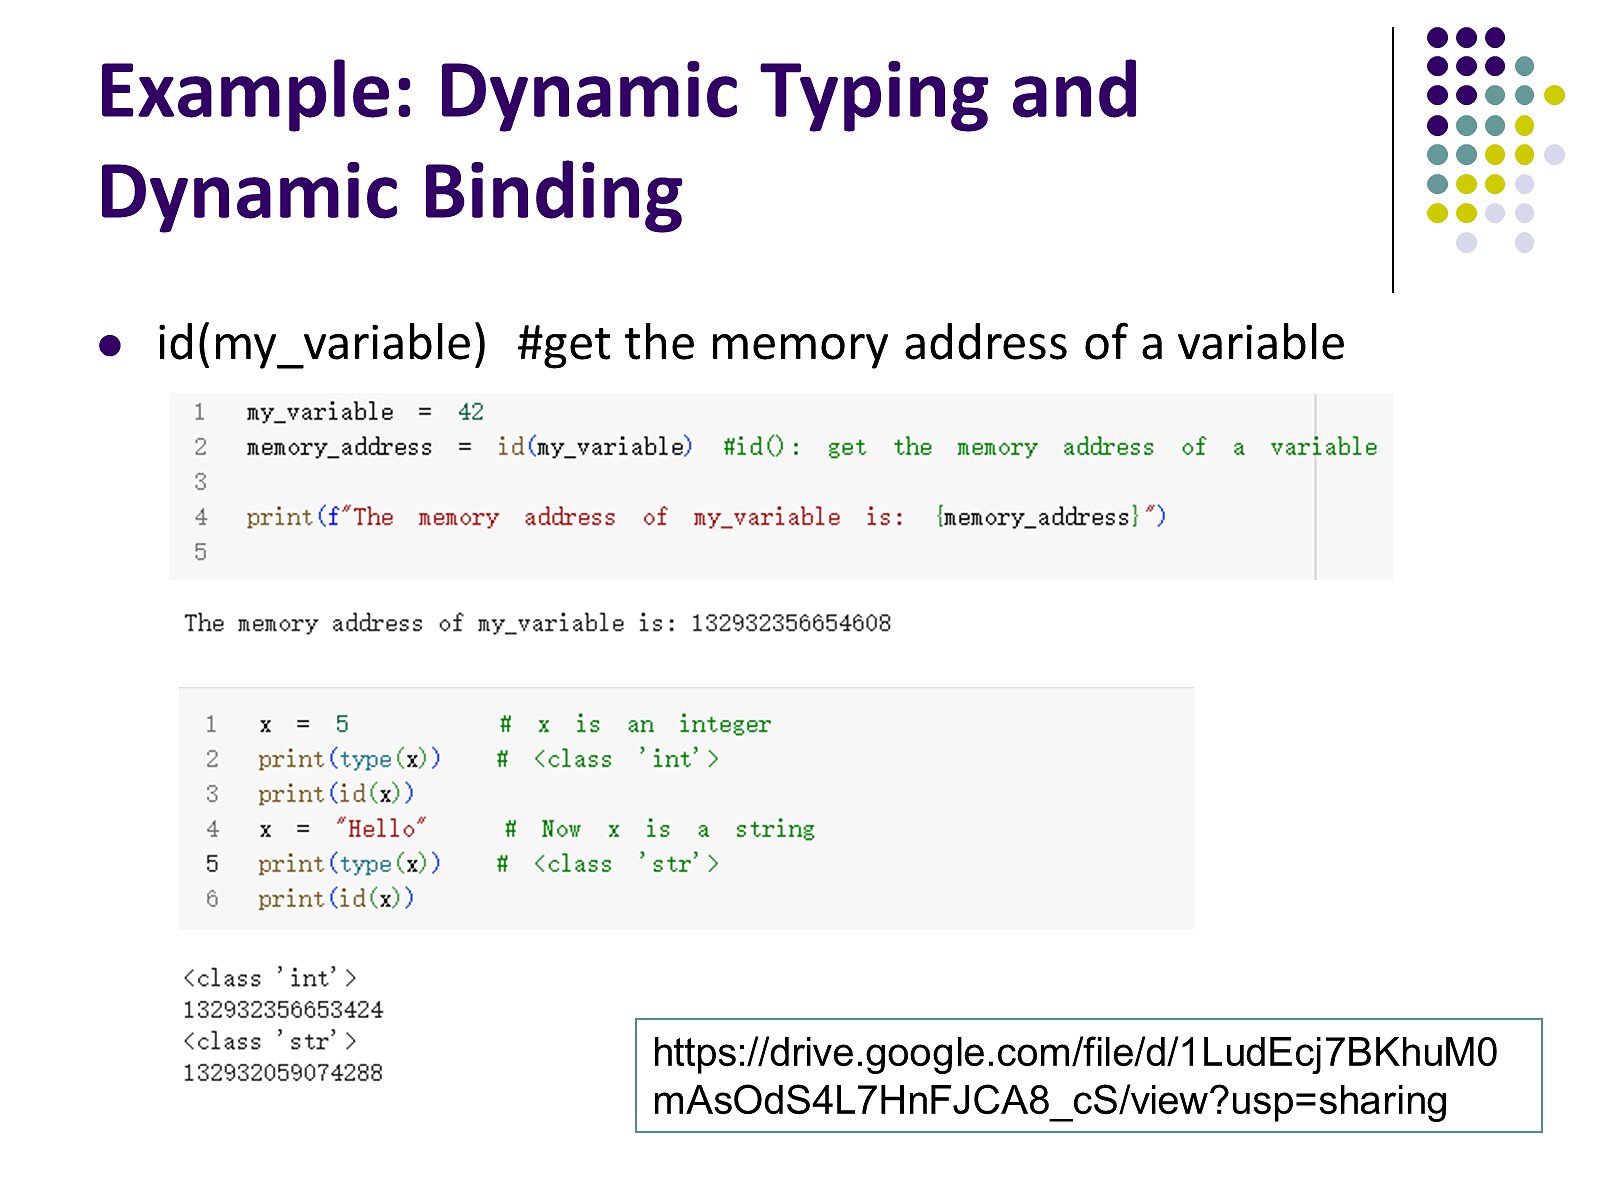 Example: Dynamic Typing and
Dynamic Binding
id(my_variable) #get the memory address of a variable
1 my_variable = 42
2 memory_address = id(my_variable) #id(): get the memory address of a variable
3
4 print(f"The memory address of my_variable is: {memory_address}")
5
The memory address of my_variable is: 132932356654608
1 x = 5 # x is an integer
2 print(type(x)) # <class 'int'>
3 print(id(x))
4 x = "Hello" # Now x is a string
5 print(type(x)) # <class 'str'>
6 print(id(x))
<class 'int'>
132932356653424
<class 'str'>
132932059074288
https://drive.google.com/file/d/1LudEcj7BKhuM0
mAsOdS4L7HnFJCA8_cS/view?usp=sharing